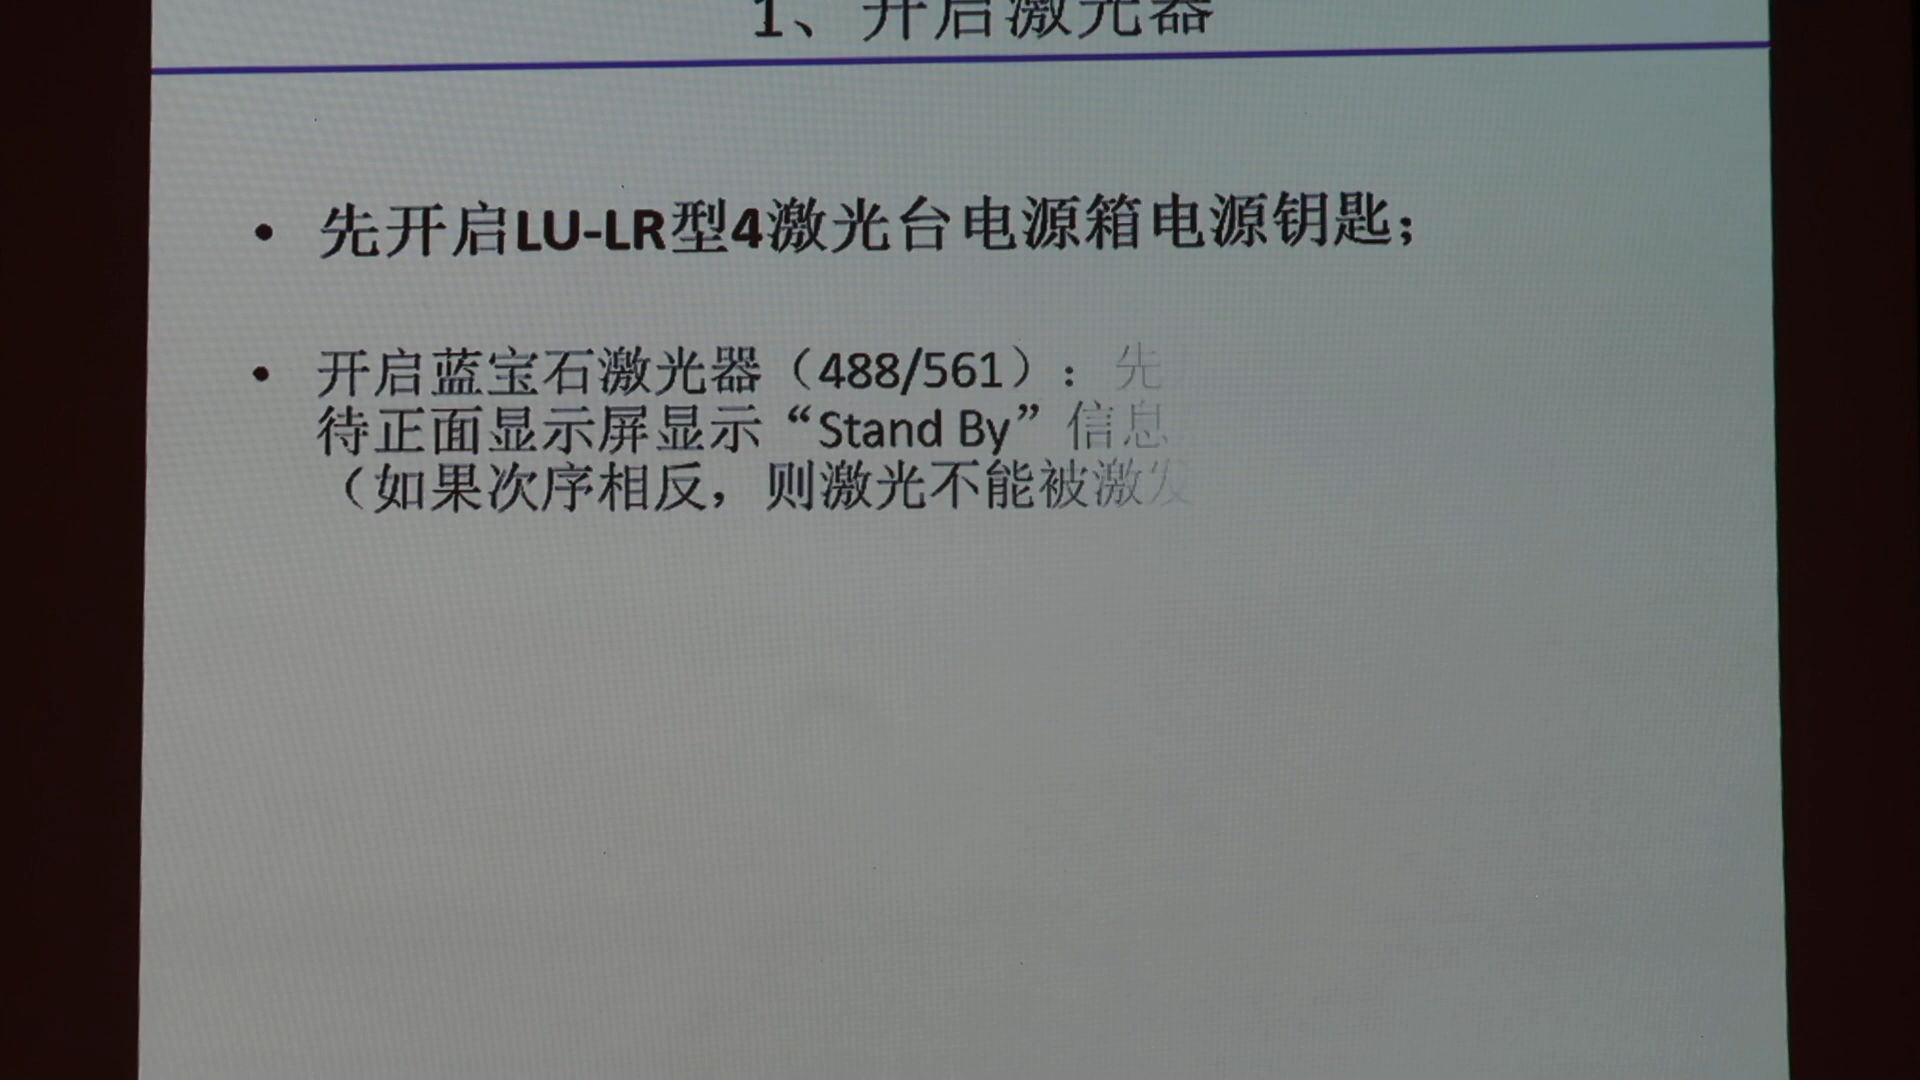 1、开启激光器
• 先开启LU-LR型4激光台电源箱电源钥匙；
• 开启蓝宝石激光器（488/561）：先
待正面显示屏显示“Stand By”信息
（如果次序相反，则激光不能被激发